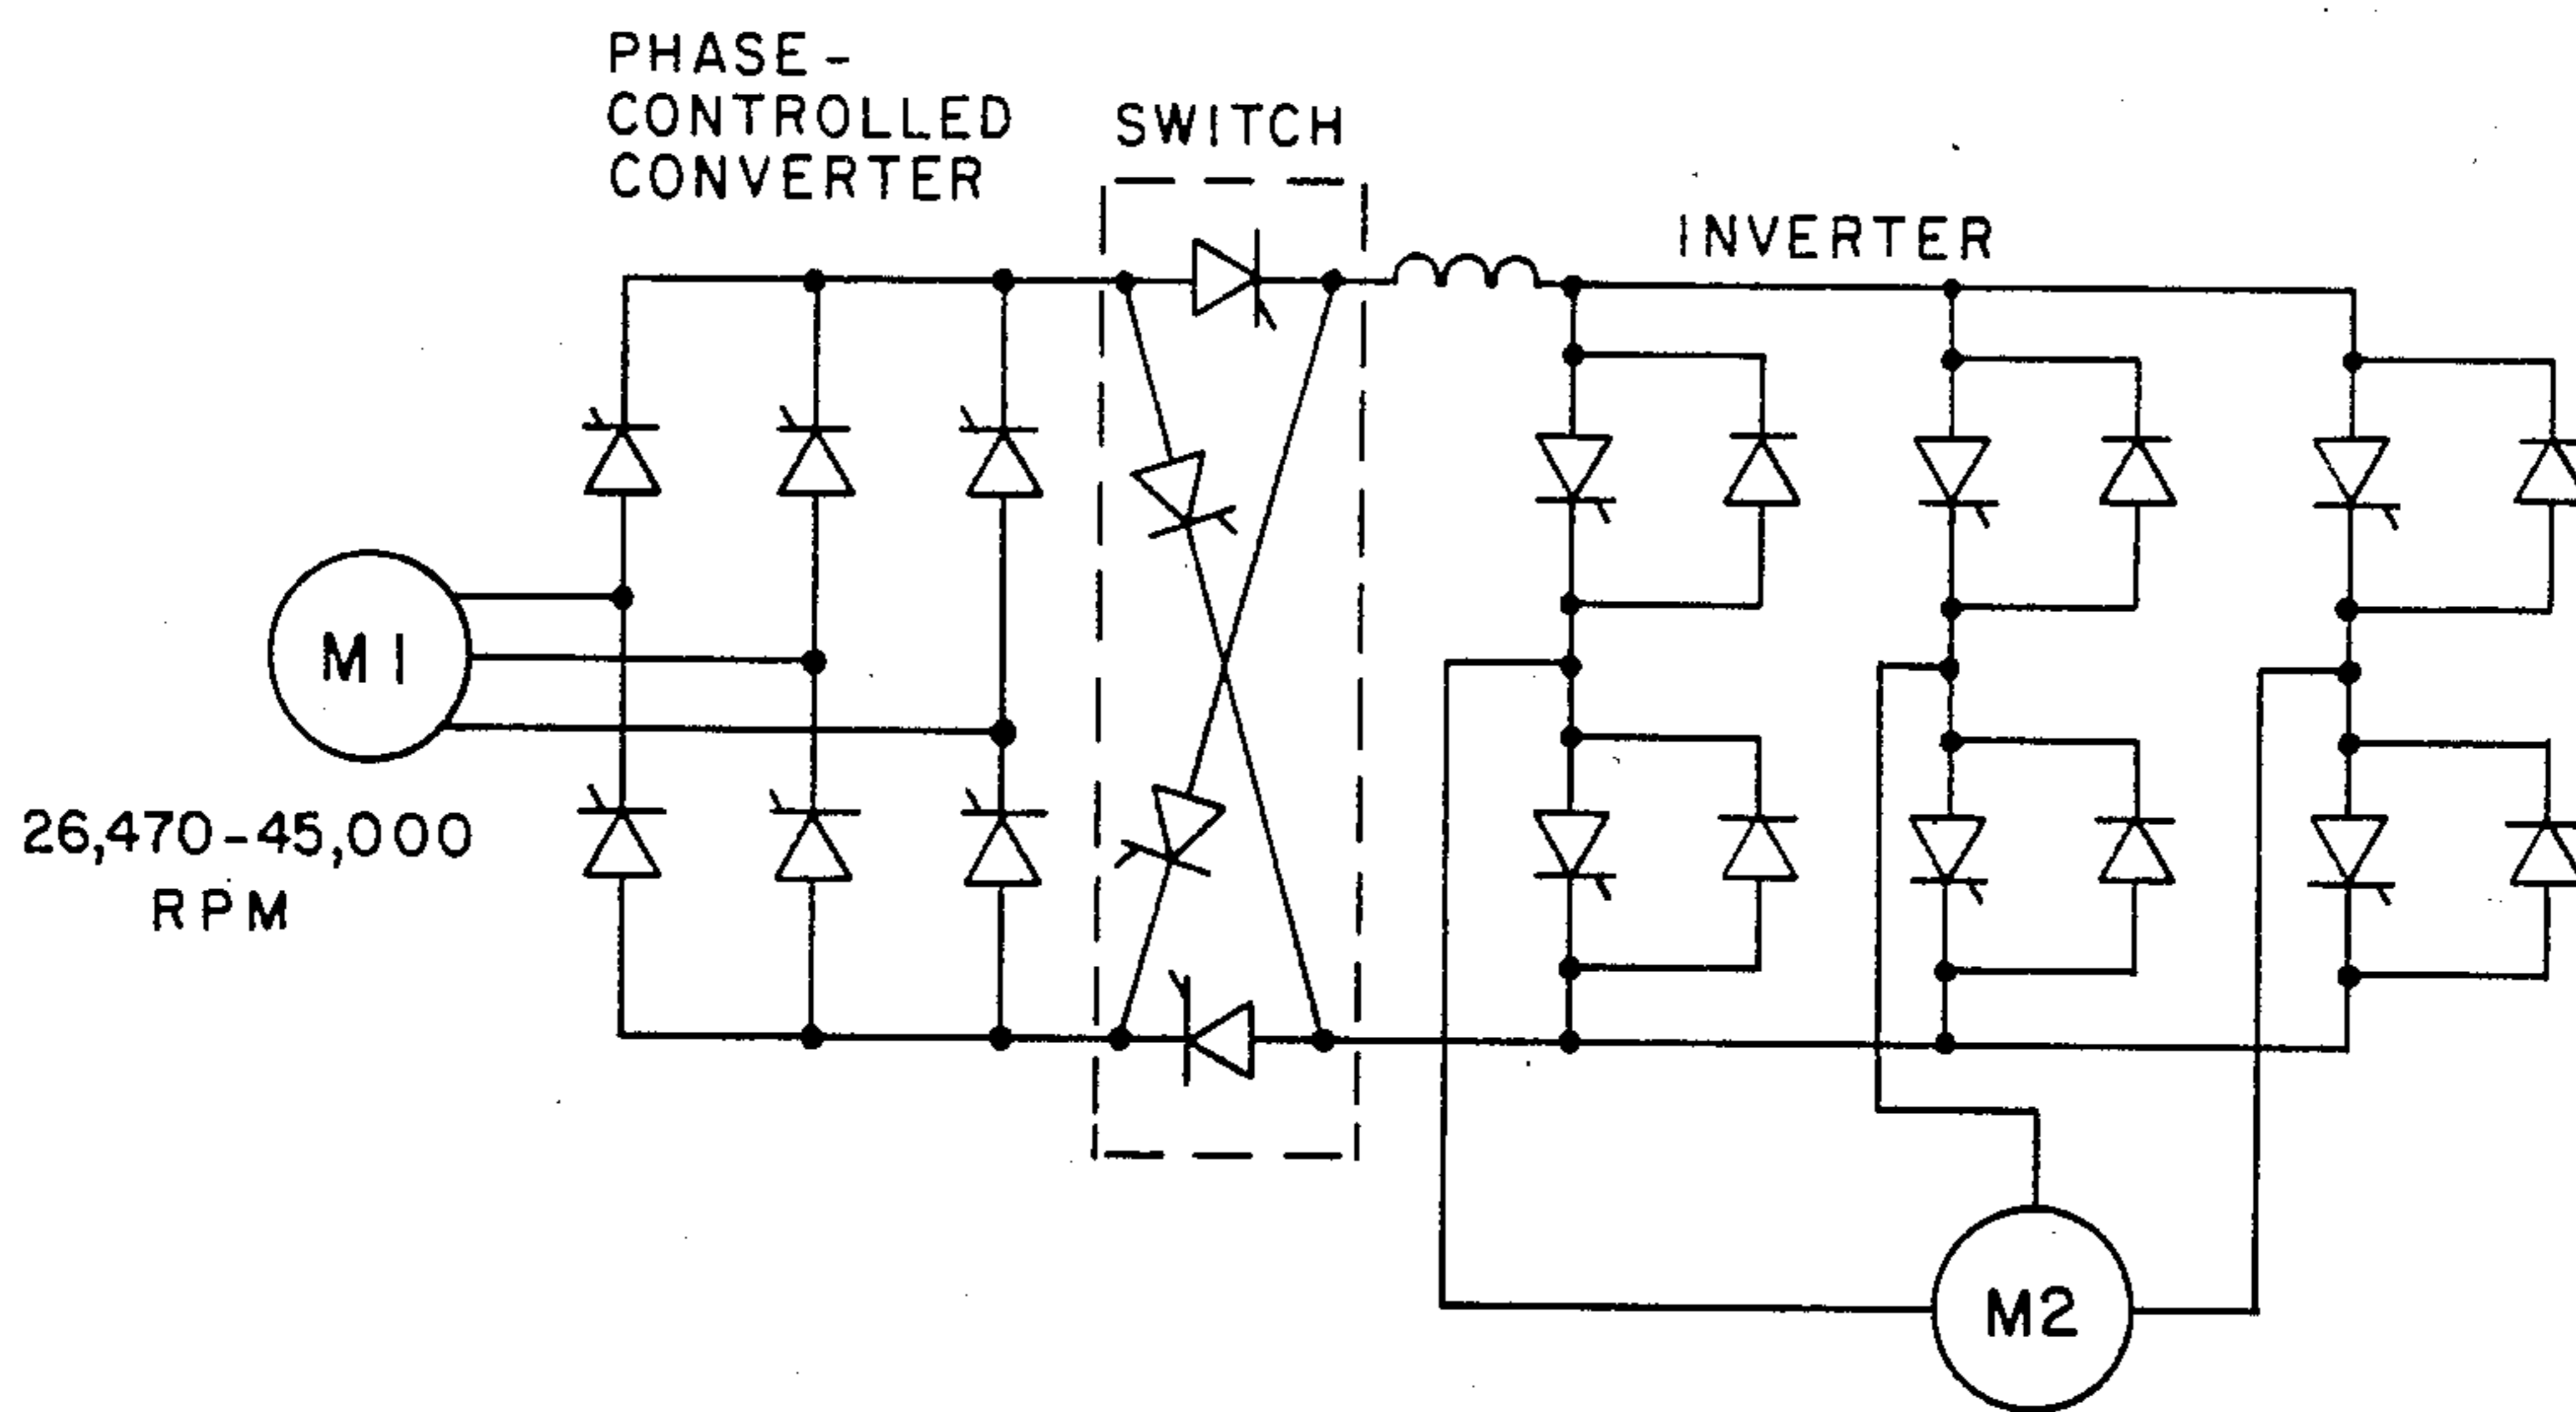 PHASE-
CONTROLLED
CONVERTER
SWITCH
INVERTER
M1
26,470-45,000
RPM
M2